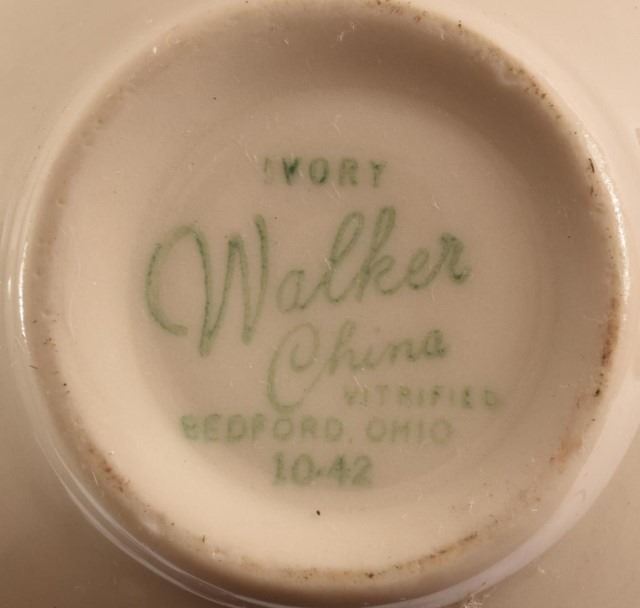 IVORY
Walker
China
VITRIFIED
BEDFORD, OHIO
10-42